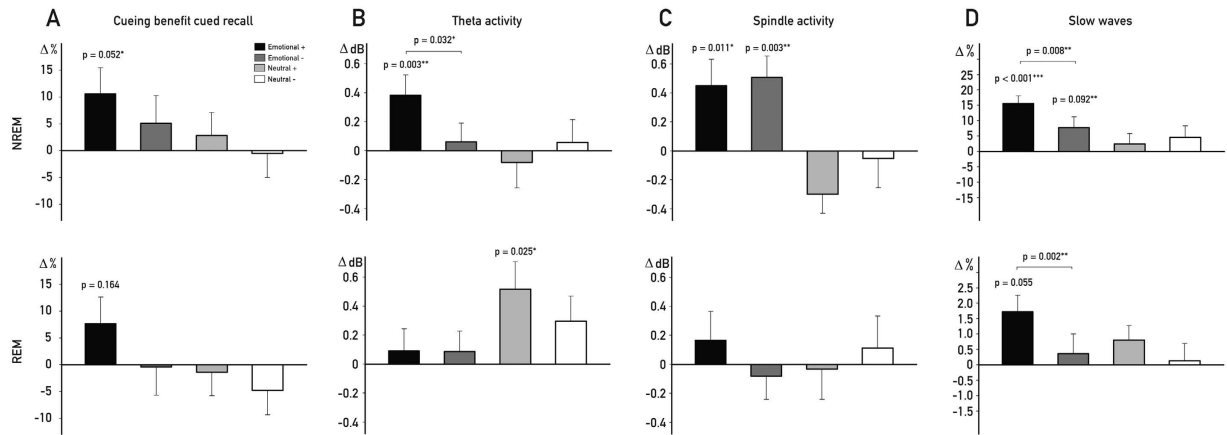 A
Cueing benefit cued recall
B
Theta activity
C
Spindle activity
D
Slow waves
NREM
Δ %
15
10
5
0
-5
-10
p = 0.052*
Emotional +
Emotional -
Neutral +
Neutral -
Δ dB
0.4
0.2
0
-0.2
-0.4
p = 0.032*
p = 0.003**
Δ dB
0.6
0.4
0.2
0
-0.2
-0.4
p = 0.011*
p = 0.003**
Δ %
25
20
15
10
5
0
-5
-10
-15
p = 0.008**
p < 0.001***
p = 0.092**
REM
Δ %
15
10
5
0
-5
-10
p = 0.164
Δ dB
0.6
0.4
0.2
0
-0.2
-0.4
p = 0.025*
Δ dB
0.6
0.4
0.2
0
-0.2
-0.4
Δ %
2.5
2.0
1.5
1.0
0.5
0
-0.5
-1.0
-1.5
p = 0.002**
p = 0.055